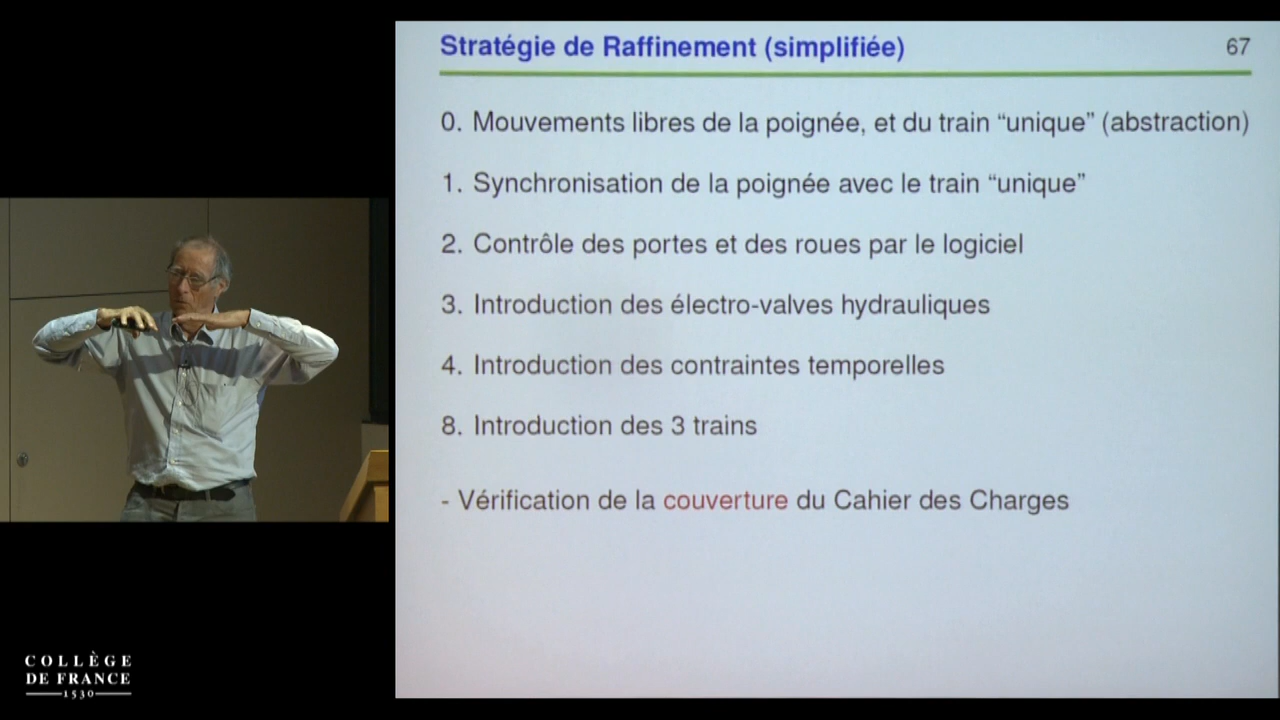 Stratégie de Raffinement (simplifiée) 67
0. Mouvements libres de la poignée, et du train “unique” (abstraction)
1. Synchronisation de la poignée avec le train “unique”
2. Contrôle des portes et des roues par le logiciel
3. Introduction des électro-valves hydrauliques
4. Introduction des contraintes temporelles
8. Introduction des 3 trains
- Vérification de la couverture du Cahier des Charges
COLLÈGE
DE FRANCE
1530